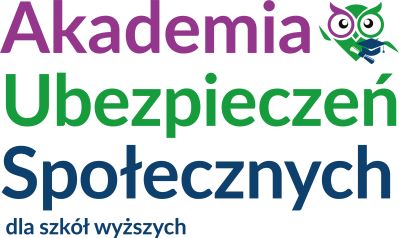 Akademia
Ubezpieczeń
Społecznych
dla szkół wyższych